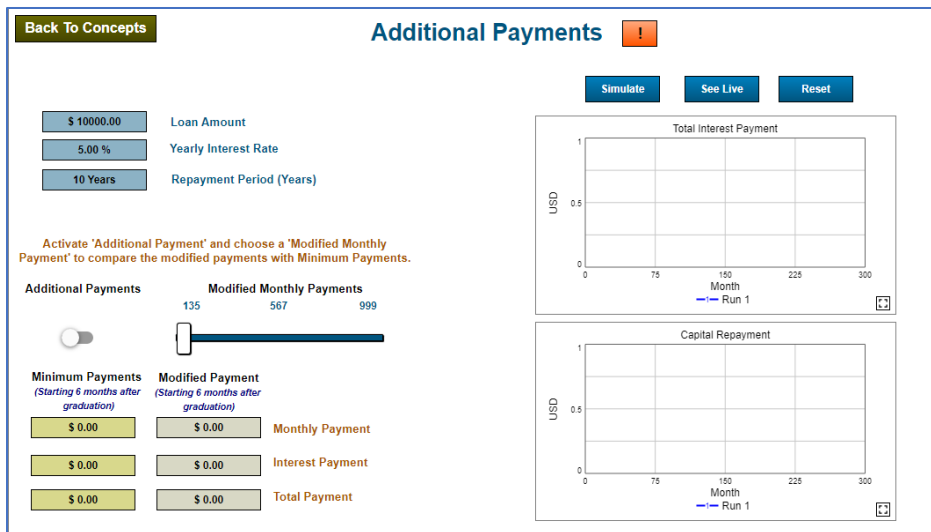 Back To Concepts
Additional Payments
!
Simulate
See Live
Reset
$ 10000.00
Loan Amount
5.00 %
Yearly Interest Rate
10 Years
Repayment Period (Years)
Activate 'Additional Payment' and choose a 'Modified Monthly
Payment' to compare the modified payments with Minimum Payments.
Additional Payments
Modified Monthly Payments
135
567
999
Minimum Payments
(Starting 6 months after
graduation)
Modified Payment
(Starting 6 months after
graduation)
$ 0.00
$ 0.00
Monthly Payment
$ 0.00
$ 0.00
Interest Payment
$ 0.00
$ 0.00
Total Payment
Total Interest Payment
1
0.5
0
USD
0
75
150
225
300
Month
1 Run 1
Capital Repayment
1
0.5
0
USD
0
75
150
225
300
Month
1 Run 1